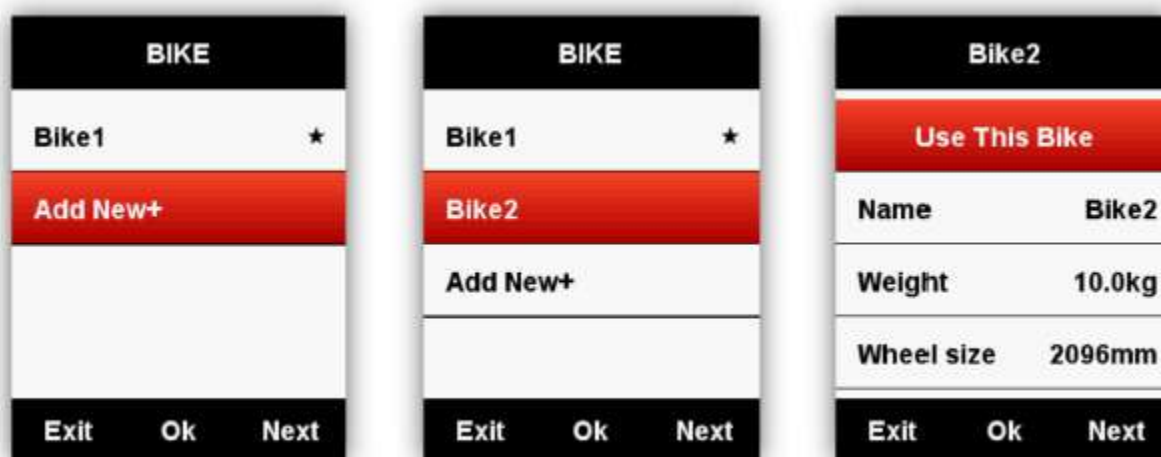 BIKE
Bike1 ★
Add New+
Exit Ok Next
BIKE
Bike1 ★
Bike2
Add New+
Exit Ok Next
Bike2
Use This Bike
Name Bike2
Weight 10.0kg
Wheel size 2096mm
Exit Ok Next